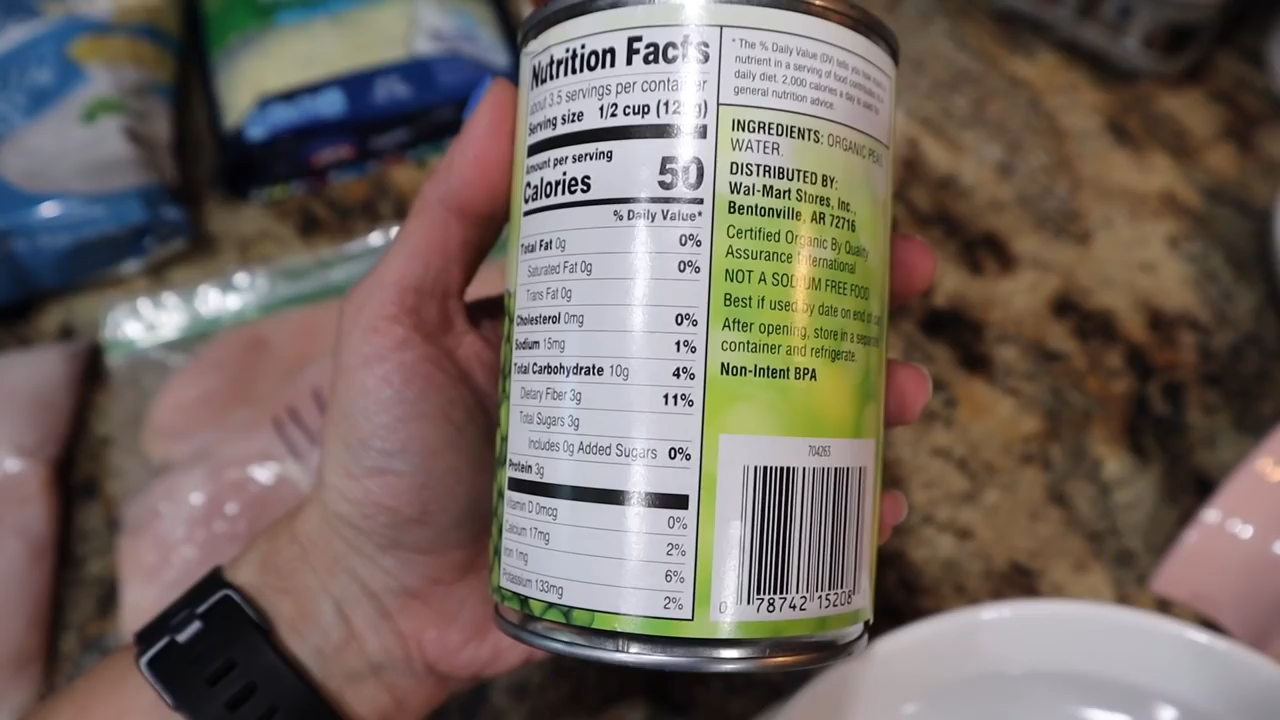 Nutrition Facts
about 3.5 servings per container
Serving size 1/2 cup
Amount per serving
Calories 50
% Daily Value*
Total Fat 0g 0%
Saturated Fat 0g 0%
Trans Fat 0g
Cholesterol 0mg 0%
Sodium 15mg 1%
Total Carbohydrate 10g 4%
Dietary Fiber 3g 11%
Total Sugars 3g
Includes 0g Added Sugars 0%
Protein 3g
Vitamin D 0mcg 0%
Calcium 17mg 2%
Iron 1mg 6%
Potassium 133mg 2%
* The % Daily Value (DV) tells you how
nutrient in a serving of food
daily diet. 2,000 calories a day is used for
general nutrition advice.
INGREDIENTS: ORGANIC
WATER.
DISTRIBUTED BY:
Wal-Mart Stores, Inc.,
Bentonville, AR 72716
Certified Organic By Quality
Assurance International
NOT A SODIUM FREE FOOD
Best if used by date on end of
After opening, store in a separate
container and refrigerate.
Non-Intent BPA
704263
0 78742 15208